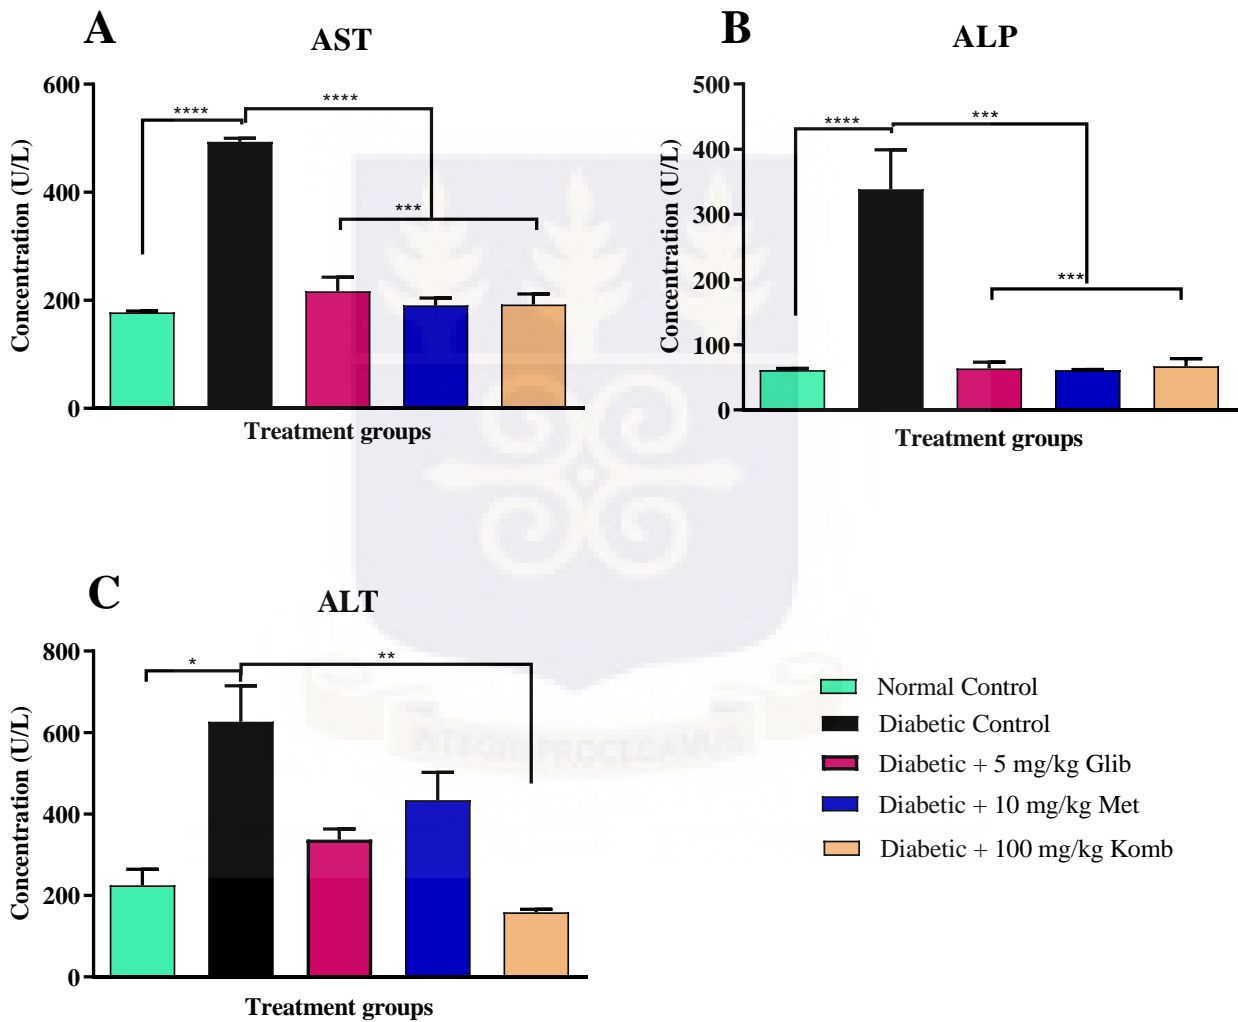 A
AST
600
400
200
0
Concentration (U/L)
****
****
***
Treatment groups
B
ALP
500
400
300
200
100
0
Concentration (U/L)
****
***
***
Treatment groups
C
ALT
800
600
400
200
0
Concentration (U/L)
*
**
Treatment groups
Normal Control
Diabetic Control
Diabetic + 5 mg/kg Glib
Diabetic + 10 mg/kg Met
Diabetic + 100 mg/kg Komb